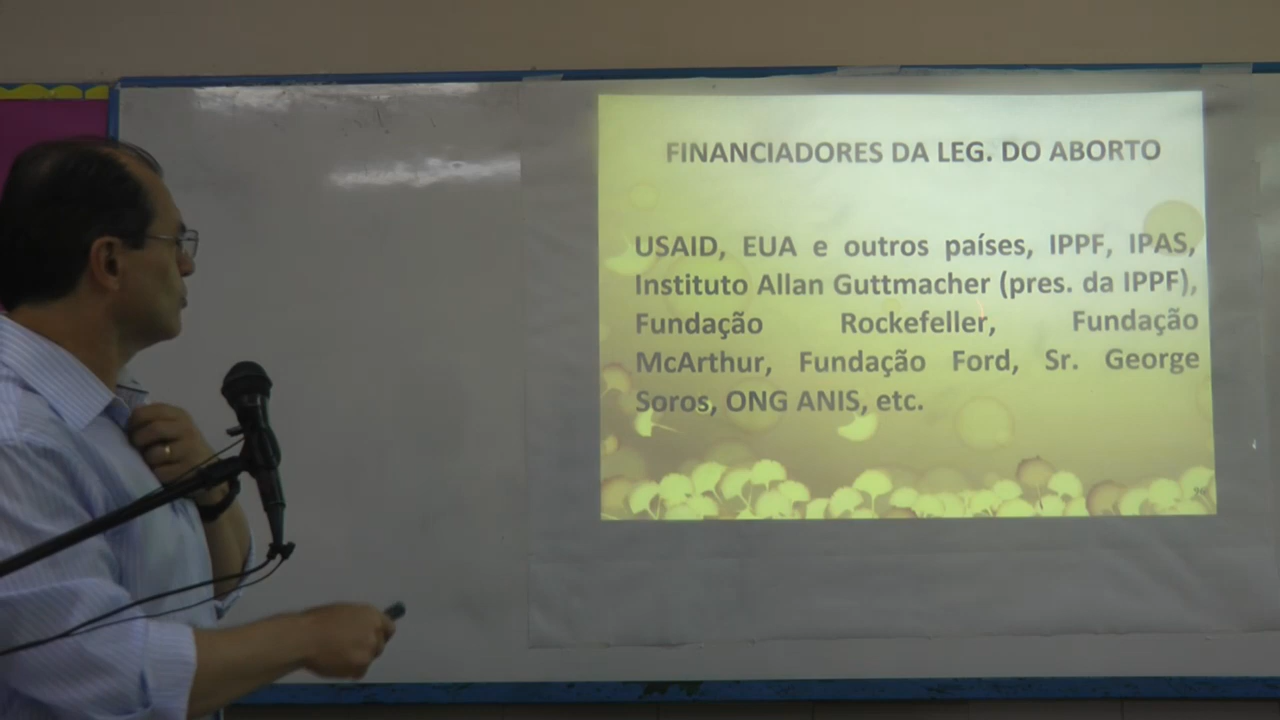 FINANCIADORES DA LEG. DO ABORTO
USAID, EUA e outros países, IPPF, IPAS,
Instituto Allan Guttmacher (pres. da IPPF),
Fundação Rockefeller, Fundação
McArthur, Fundação Ford, Sr. George
Soros, ONG ANIS, etc.